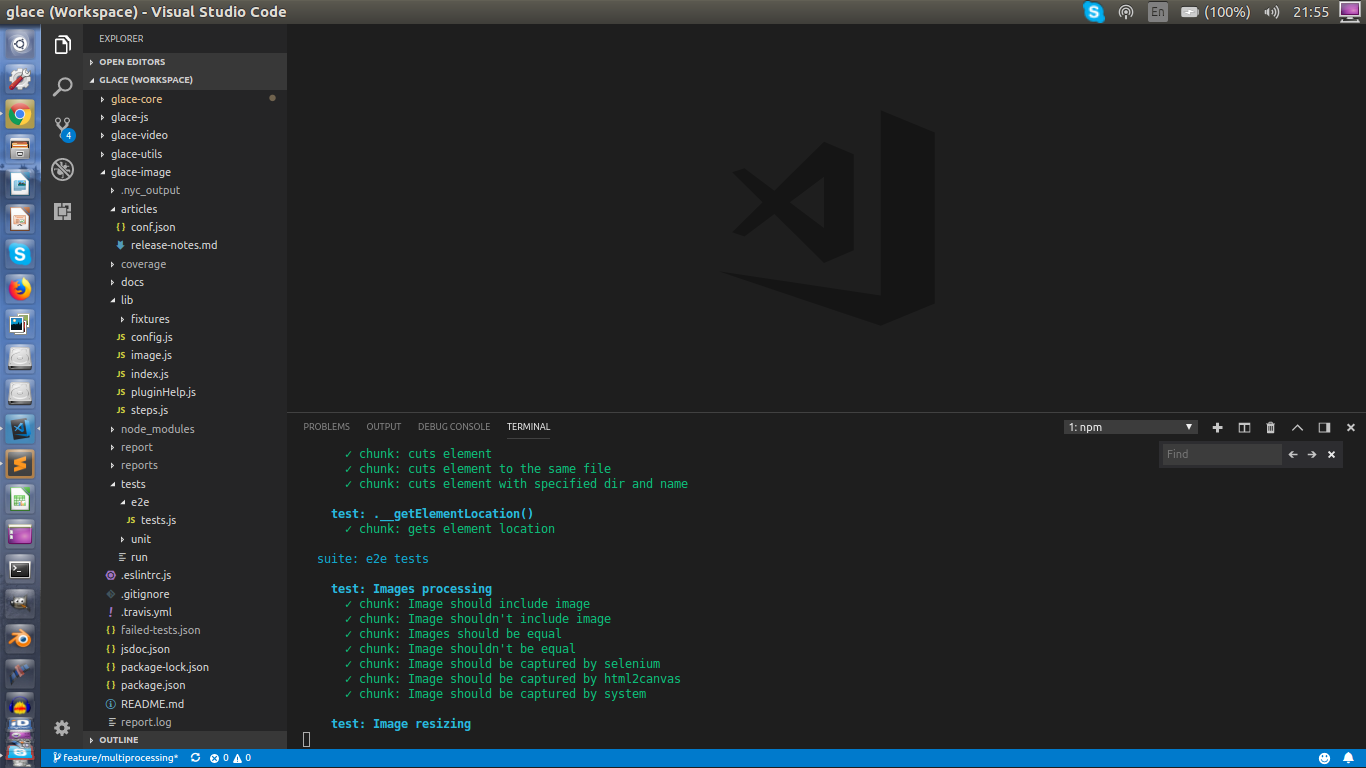 glace (Workspace) - Visual Studio Code
En
(100%)
21:55
EXPLORER
OPEN EDITORS
GLACE (WORKSPACE)
glace-core
glace-js
glace-video
glace-utils
glace-image
.nyc_output
articles
{ } conf.json
release-notes.md
coverage
docs
lib
fixtures
JS config.js
JS image.js
JS index.js
JS pluginHelp.js
JS steps.js
node_modules
report
reports
tests
e2e
JS tests.js
unit
run
.eslintrc.js
.gitignore
! .travis.yml
{ } failed-tests.json
{ } jsdoc.json
{ } package-lock.json
{ } package.json
README.md
report.log
OUTLINE
4
PROBLEMS
OUTPUT
DEBUG CONSOLE
TERMINAL
1: npm
Find
✓ chunk: cuts element
✓ chunk: cuts element to the same file
✓ chunk: cuts element with specified dir and name
test: .__getElementLocation()
✓ chunk: gets element location
suite: e2e tests
test: Images processing
✓ chunk: Image should include image
✓ chunk: Image shouldn't include image
✓ chunk: Images should be equal
✓ chunk: Image shouldn't be equal
✓ chunk: Image should be captured by selenium
✓ chunk: Image should be captured by html2canvas
✓ chunk: Image should be captured by system
test: Image resizing
feature/multiprocessing*
0
0